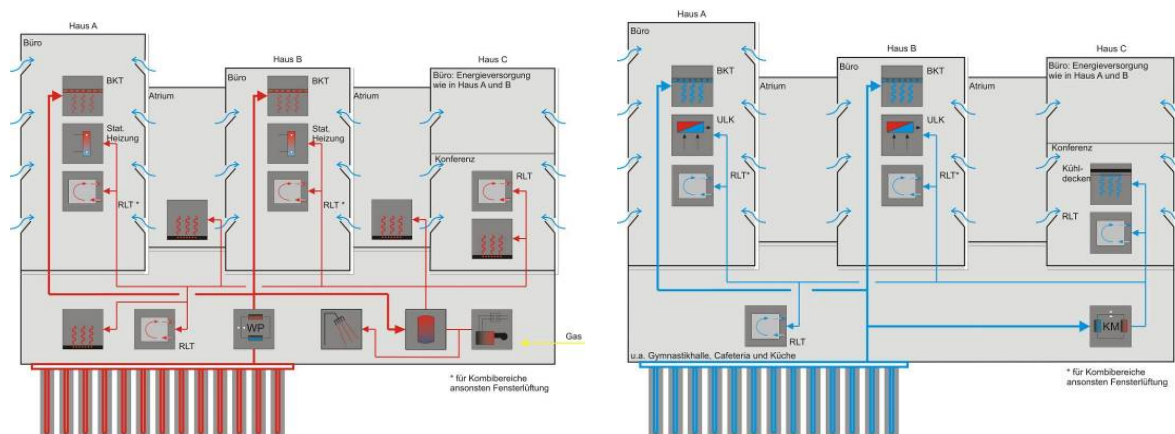 Haus A
Büro
BKT
Stat.
Heizung
RLT *
Atrium
Haus B
Büro
BKT
Stat.
Heizung
RLT *
Atrium
Haus C
Büro: Energieversorgung
wie in Haus A und B
Konferenz
RLT
RLT
WP
Gas
* für Kombibereiche
ansonsten Fensterlüftung
Haus A
Büro
BKT
ULK
RLT*
Atrium
Haus B
Büro
BKT
ULK
RLT*
Atrium
Haus C
Büro: Energieversorgung
wie in Haus A und B
Konferenz
Kühl-
decken
RLT
RLT
KM
u.a. Gymnastikhalle, Cafeteria und Küche
* für Kombibereiche
ansonsten Fensterlüftung